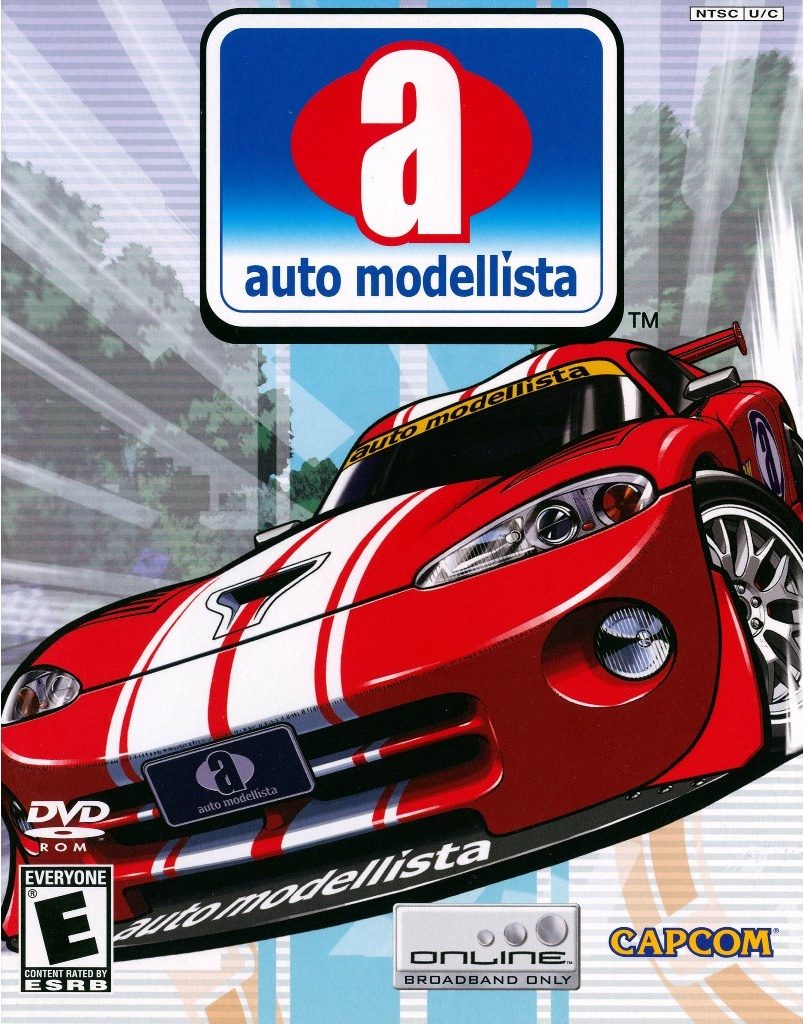 NTSC U/C
a
auto modellista
TM
auto modellista
a
a
auto modellista
DVD
ROM
auto modellista
EVERYONE
®
E
CONTENT RATED BY
ESRB
ONLINE™
BROADBAND ONLY
CAPCOM®